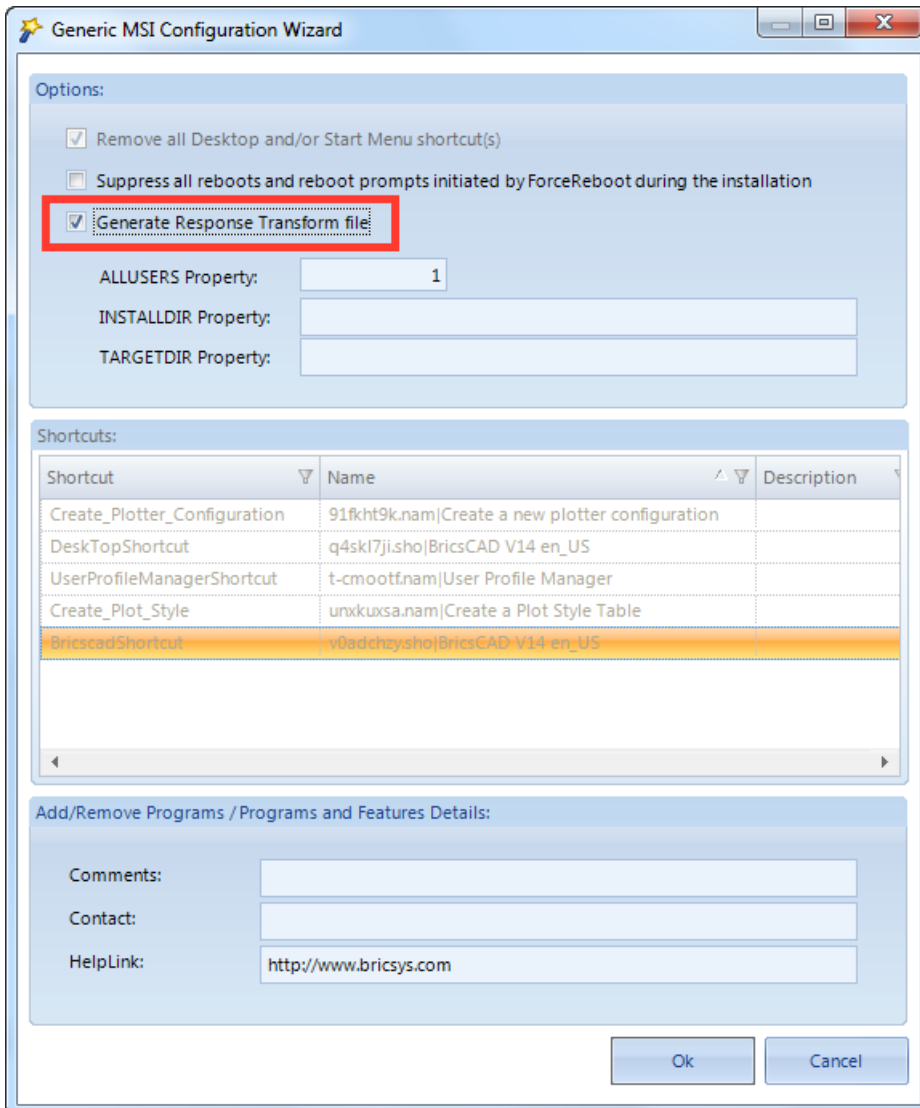 Generic MSI Configuration Wizard
Options:
Remove all Desktop and/or Start Menu shortcut(s)
Suppress all reboots and reboot prompts initiated by ForceReboot during the installation
Generate Response Transform file
ALLUSERS Property: 1
INSTALLDIR Property:
TARGETDIR Property:
Shortcuts:
Shortcut Name Description
Create_Plotter_Configuration 91fkht9k.nam|Create a new plotter configuration
DeskTopShortcut q4skl7ji.sho|BricsCAD V14 en_US
UserProfileManagerShortcut t-cmootf.nam|User Profile Manager
Create_Plot_Style unxkuxsa.nam|Create a Plot Style Table
BricscadShortcut v0adchzy.sho|BricsCAD V14 en_US
Add/Remove Programs / Programs and Features Details:
Comments:
Contact:
HelpLink: http://www.bricsys.com
Ok Cancel